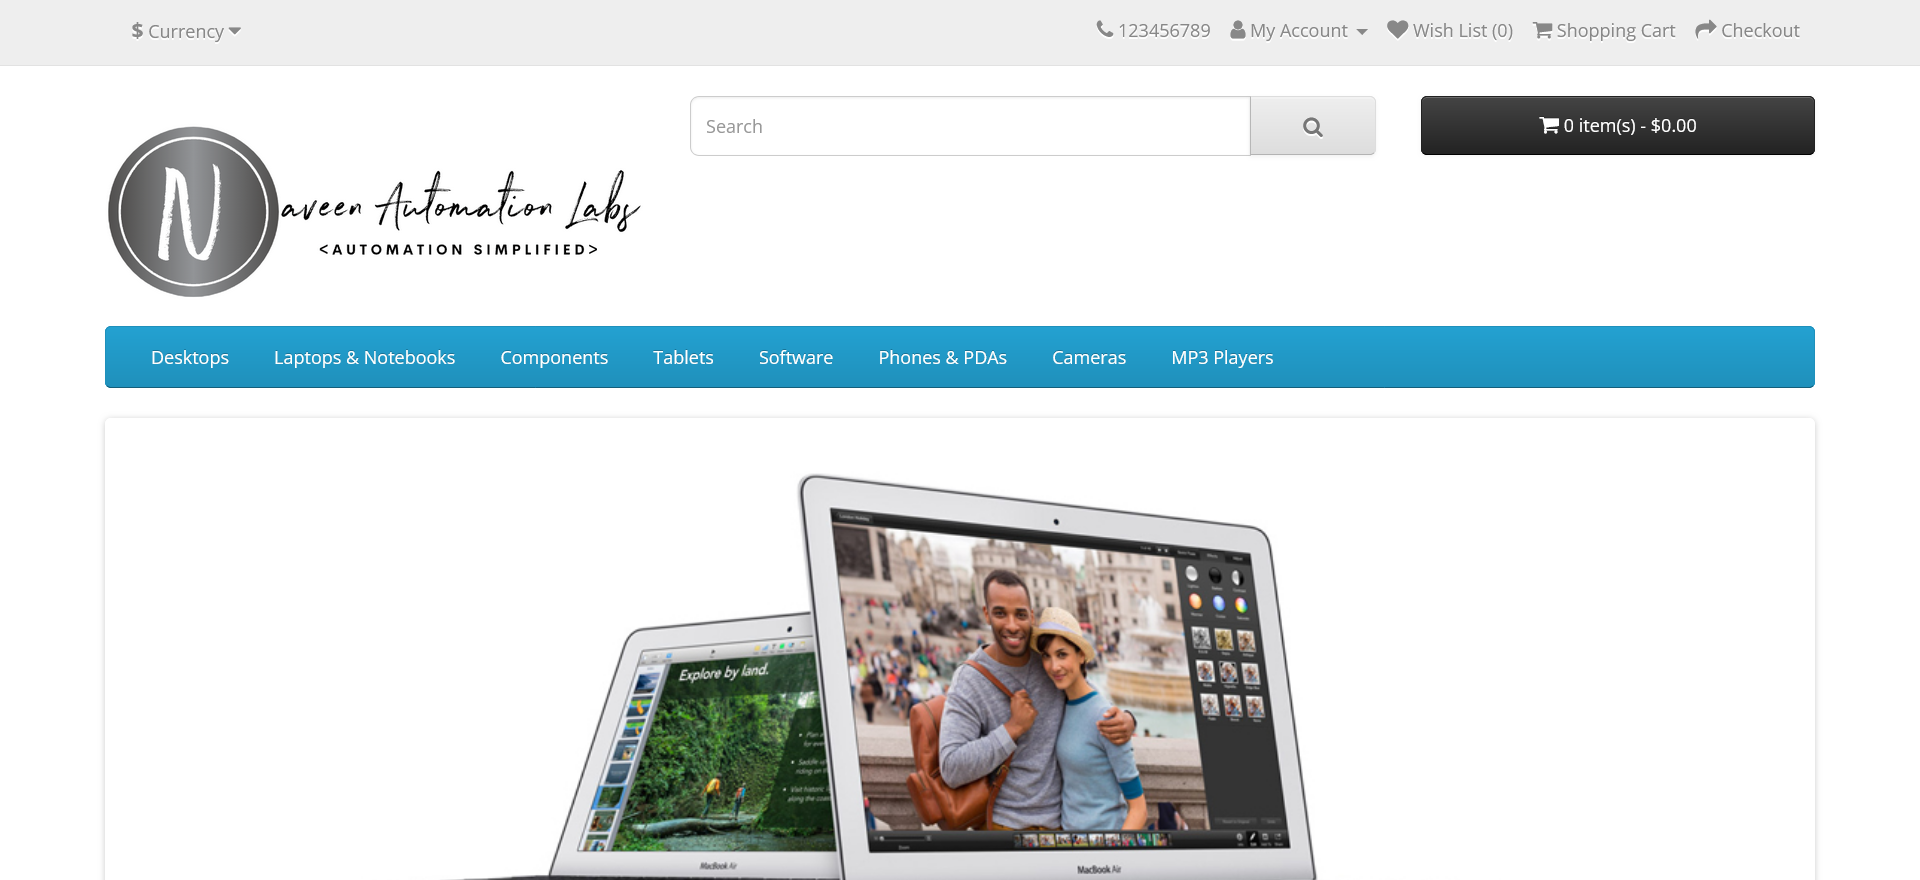 $ Currency
123456789 My Account Wish List (0) Shopping Cart Checkout
Search
0 item(s) - $0.00
Naveen Automation Labs
<AUTOMATION SIMPLIFIED>
Desktops Laptops & Notebooks Components Tablets Software Phones & PDAs Cameras MP3 Players
Explore by land.
MacBook Air
MacBook Air